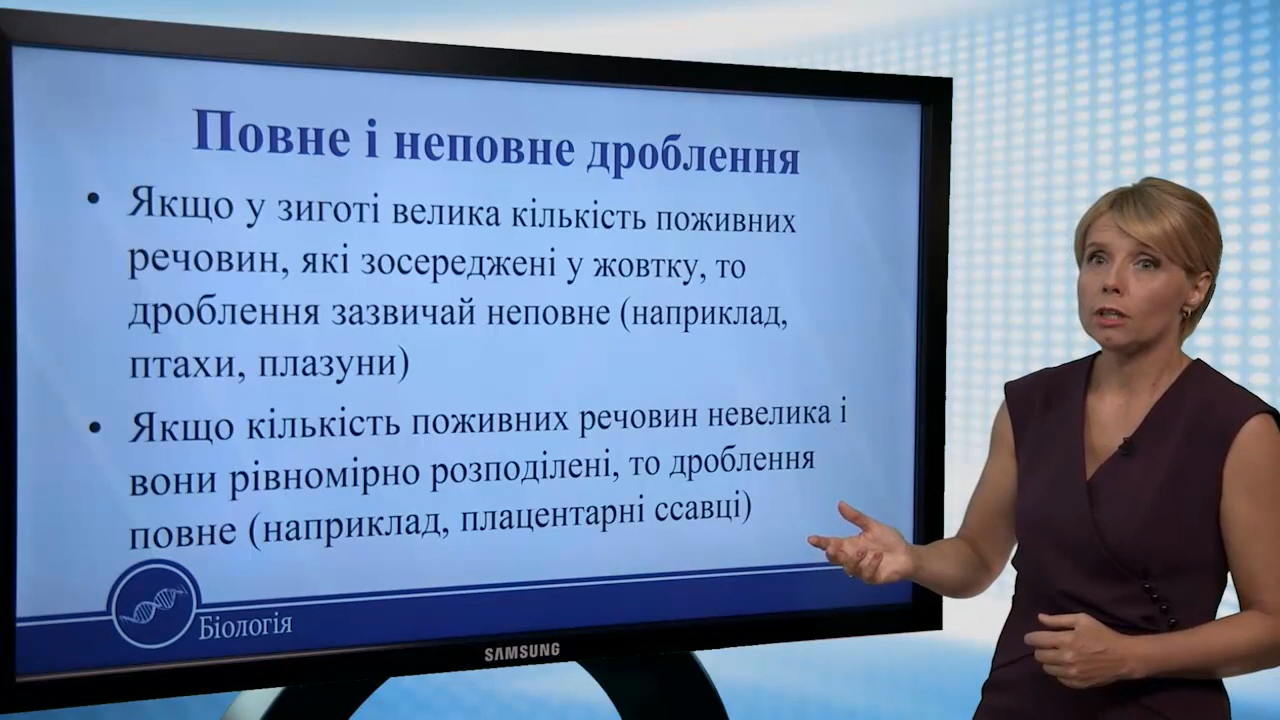 Повне і неповне дроблення
• Якщо у зиготі велика кількість поживних
речовин, які зосереджені у жовтку, то
дроблення зазвичай неповне (наприклад,
птахи, плазуни)
• Якщо кількість поживних речовин невелика і
вони рівномірно розподілені, то дроблення
повне (наприклад, плацентарні ссавці)
Біологія
SAMSUNG